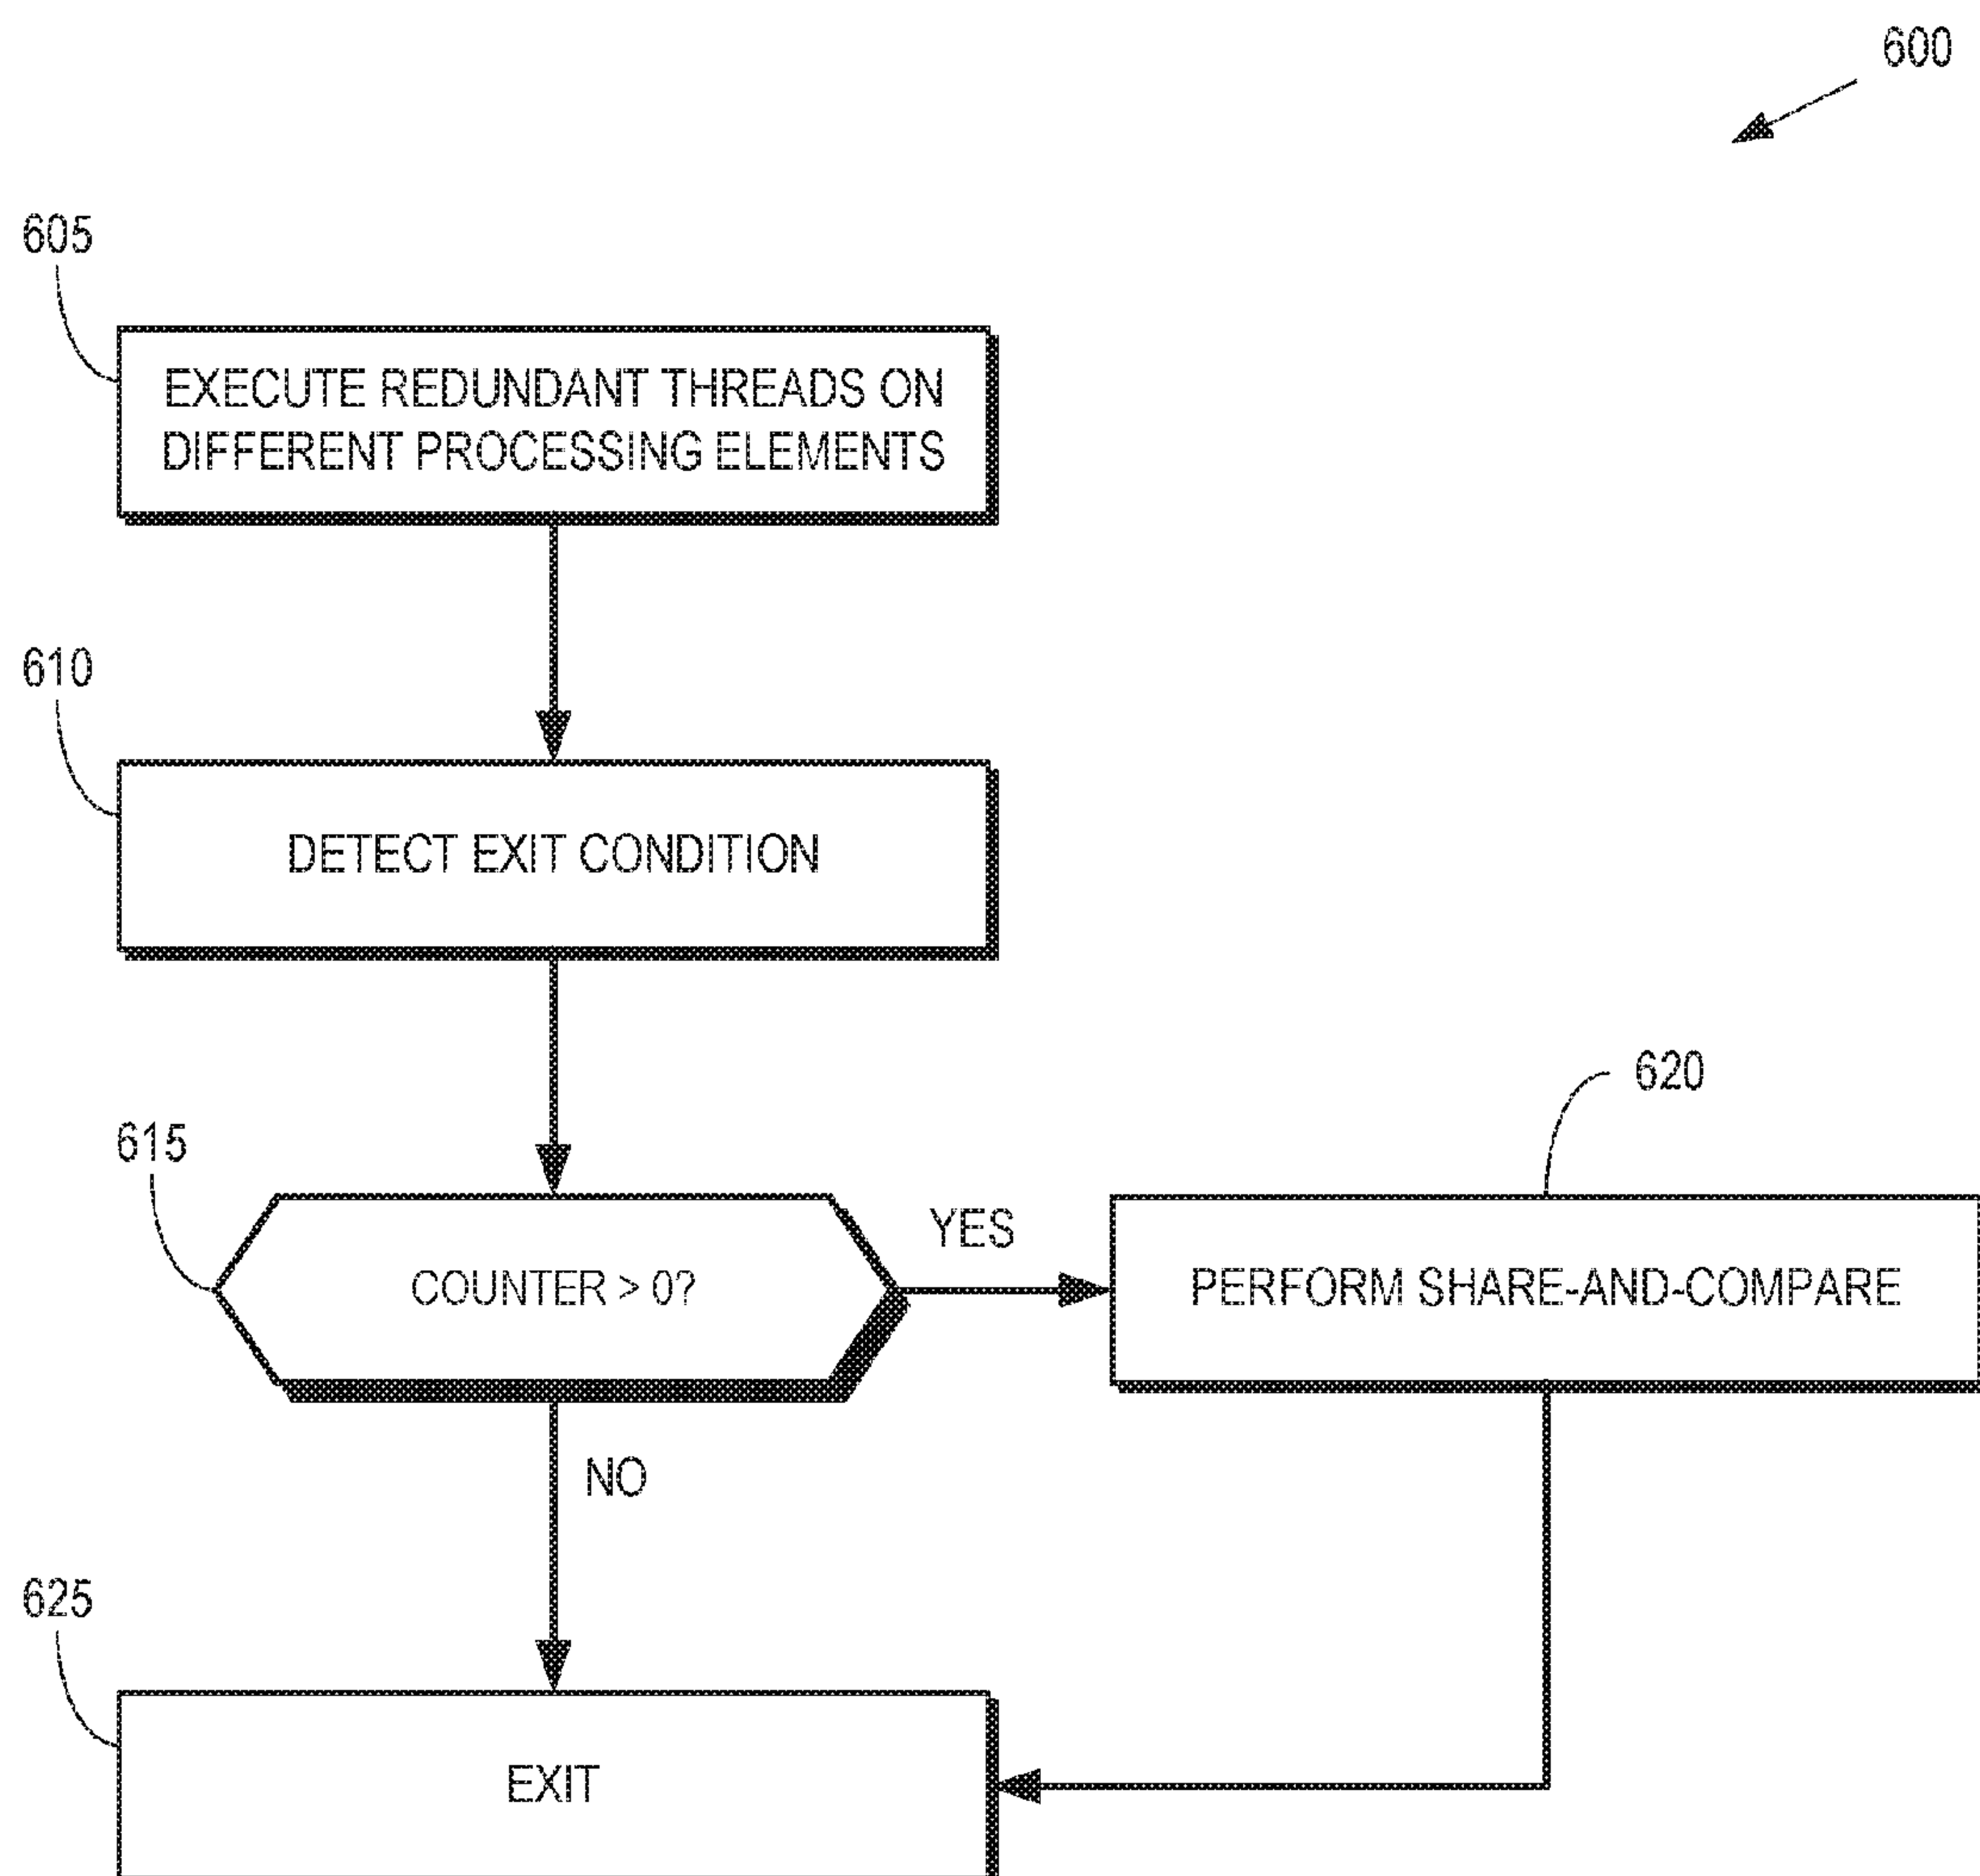 600
605
EXECUTE REDUNDANT THREADS ON
DIFFERENT PROCESSING ELEMENTS
610
DETECT EXIT CONDITION
620
615
YES
COUNTER > 0?
PERFORM SHARE-AND-COMPARE
NO
625
EXIT